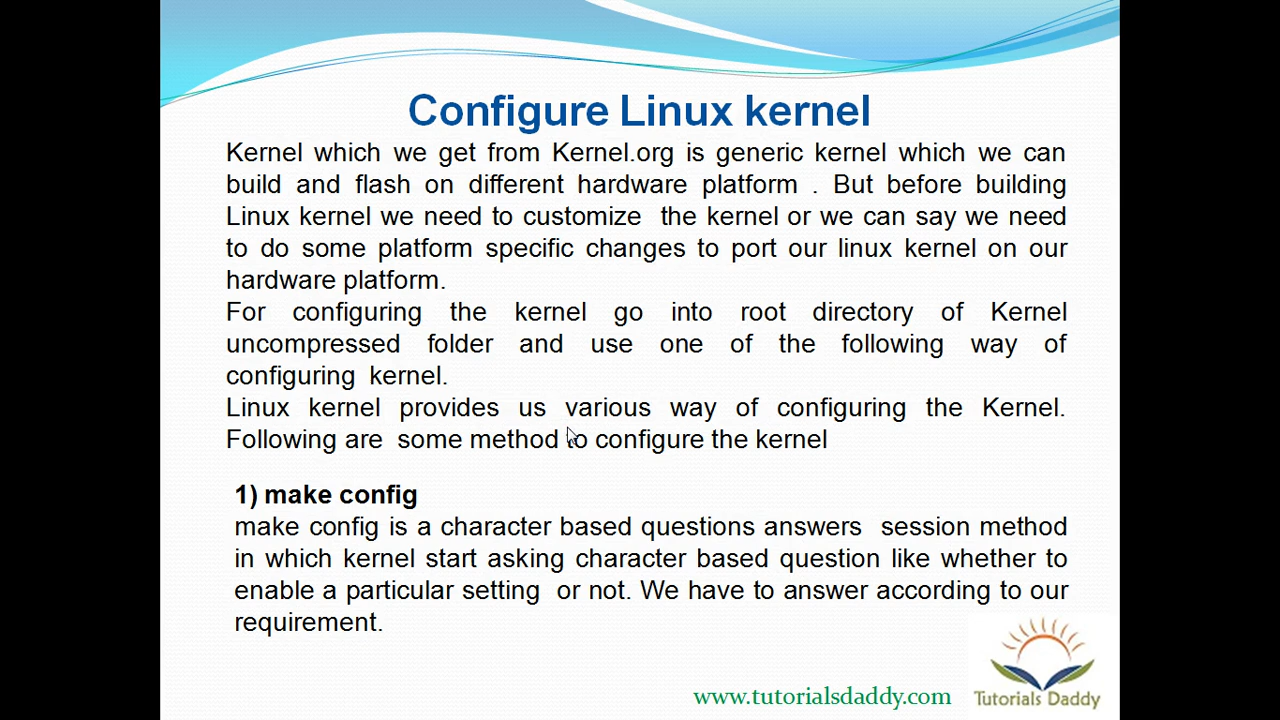 Configure Linux kernel
Kernel which we get from Kernel.org is generic kernel which we can
build and flash on different hardware platform . But before building
Linux kernel we need to customize the kernel or we can say we need
to do some platform specific changes to port our linux kernel on our
hardware platform.
For configuring the kernel go into root directory of Kernel
uncompressed folder and use one of the following way of
configuring kernel.
Linux kernel provides us various way of configuring the Kernel.
Following are some method to configure the kernel
1) make config
make config is a character based questions answers session method
in which kernel start asking character based question like whether to
enable a particular setting or not. We have to answer according to our
requirement.
www.tutorialsdaddy.com
Tutorials Daddy